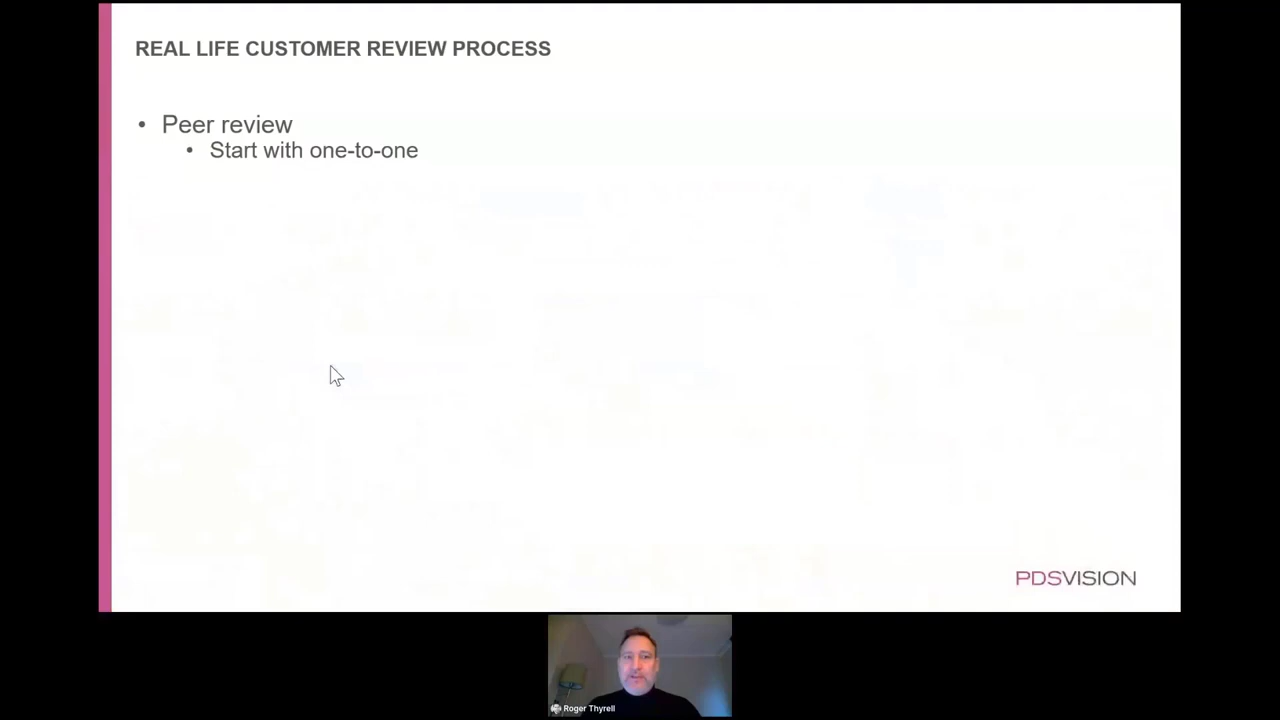 REAL LIFE CUSTOMER REVIEW PROCESS
• Peer review
• Start with one-to-one
PDSVISION
Roger Thyrell